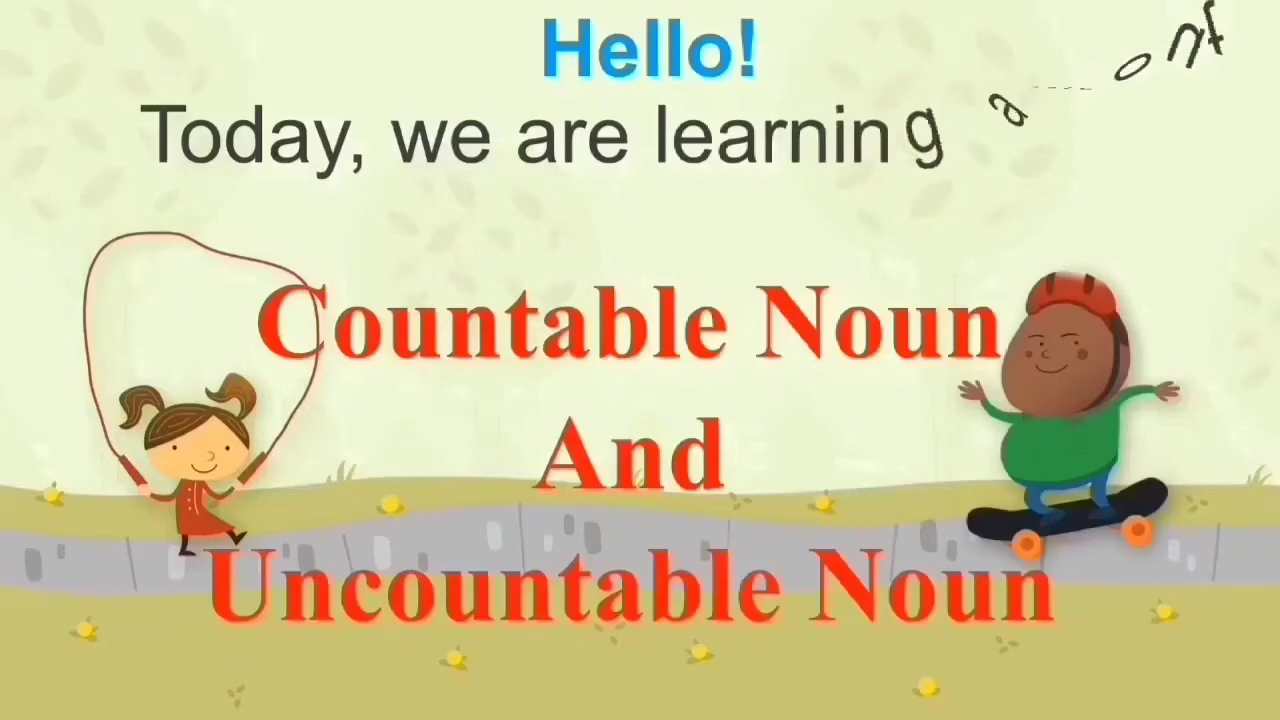 Hello!
Today, we are learning
Countable Noun
And
Uncountable Noun